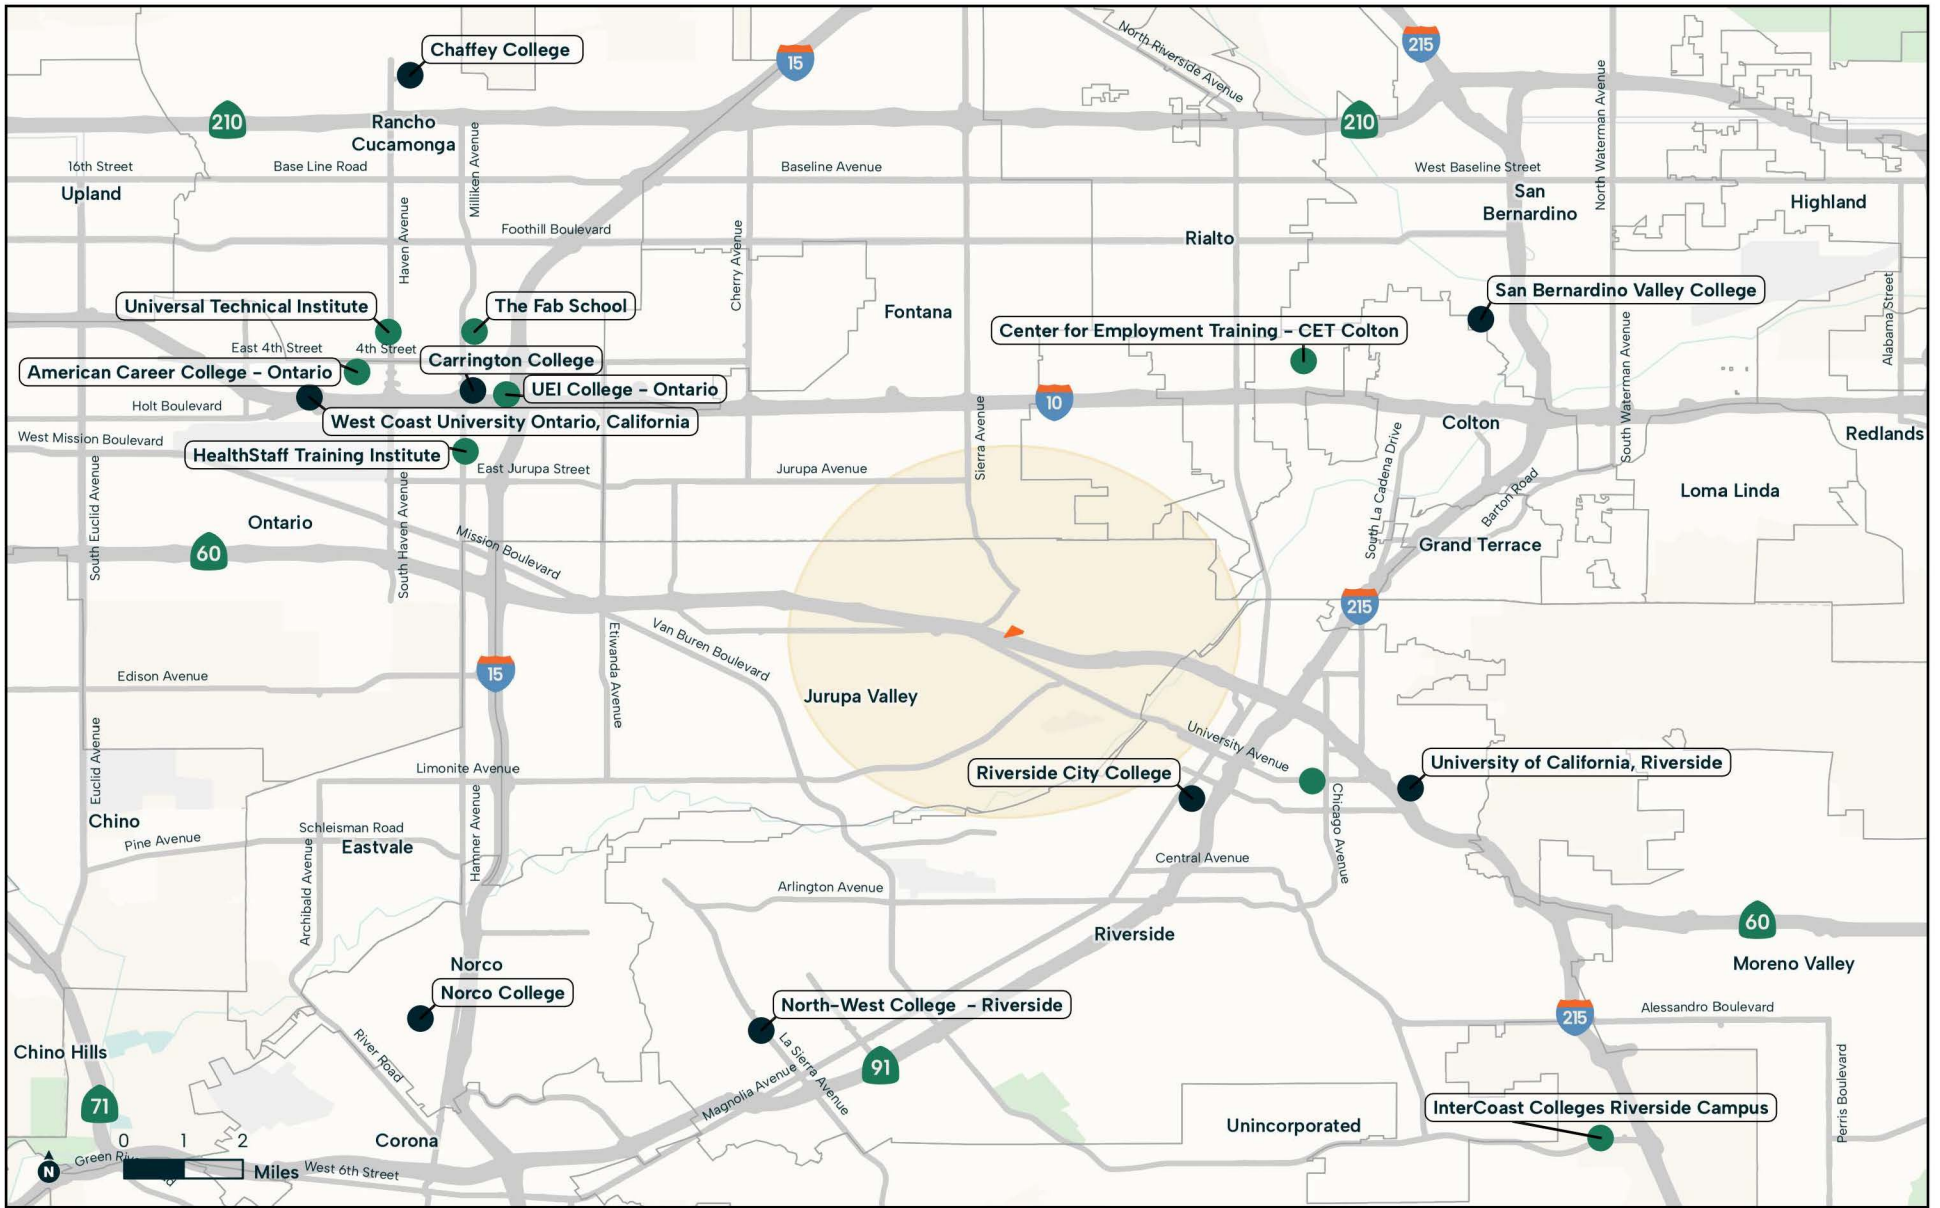 Chaffey College
15
215
North Riverside Avenue
210
Rancho
Cucamonga
210
Milliken Avenue
North Waterman Avenue
16th Street
Base Line Road
Baseline Avenue
West Baseline Street
Upland
San
Bernardino
Highland
Haven Avenue
Foothill Boulevard
Cherry Avenue
Rialto
Universal Technical Institute
The Fab School
Fontana
San Bernardino Valley College
Alabama Street
Center for Employment Training – CET Colton
East 4th Street
4th Street
Carrington College
American Career College - Ontario
UEI College - Ontario
South Waterman Avenue
Holt Boulevard
10
West Coast University Ontario, California
Colton
Redlands
West Mission Boulevard
HealthStaff Training Institute
East Jurupa Street
Jurupa Avenue
Sierra Avenue
South La Cadena Drive
Barton Road
Loma Linda
South Euclid Avenue
South Haven Avenue
Ontario
Mission Boulevard
60
Grand Terrace
215
Etiwanda Avenue
Van Buren Boulevard
15
Edison Avenue
Jurupa Valley
Euclid Avenue
University Avenue
Limonite Avenue
Riverside City College
University of California, Riverside
Chicago Avenue
Chino
Pine Avenue
Schleisman Road
Eastvale
Hamner Avenue
Archibald Avenue
Central Avenue
Arlington Avenue
Riverside
60
Norco
Norco College
Moreno Valley
North-West College – Riverside
Alessandro Boulevard
215
Chino Hills
River Road
La Sierra Avenue
91
Magnolia Avenue
Perris Boulevard
71
InterCoast Colleges Riverside Campus
Unincorporated
Corona
0 1 2
Miles
N
Green
West 6th Street